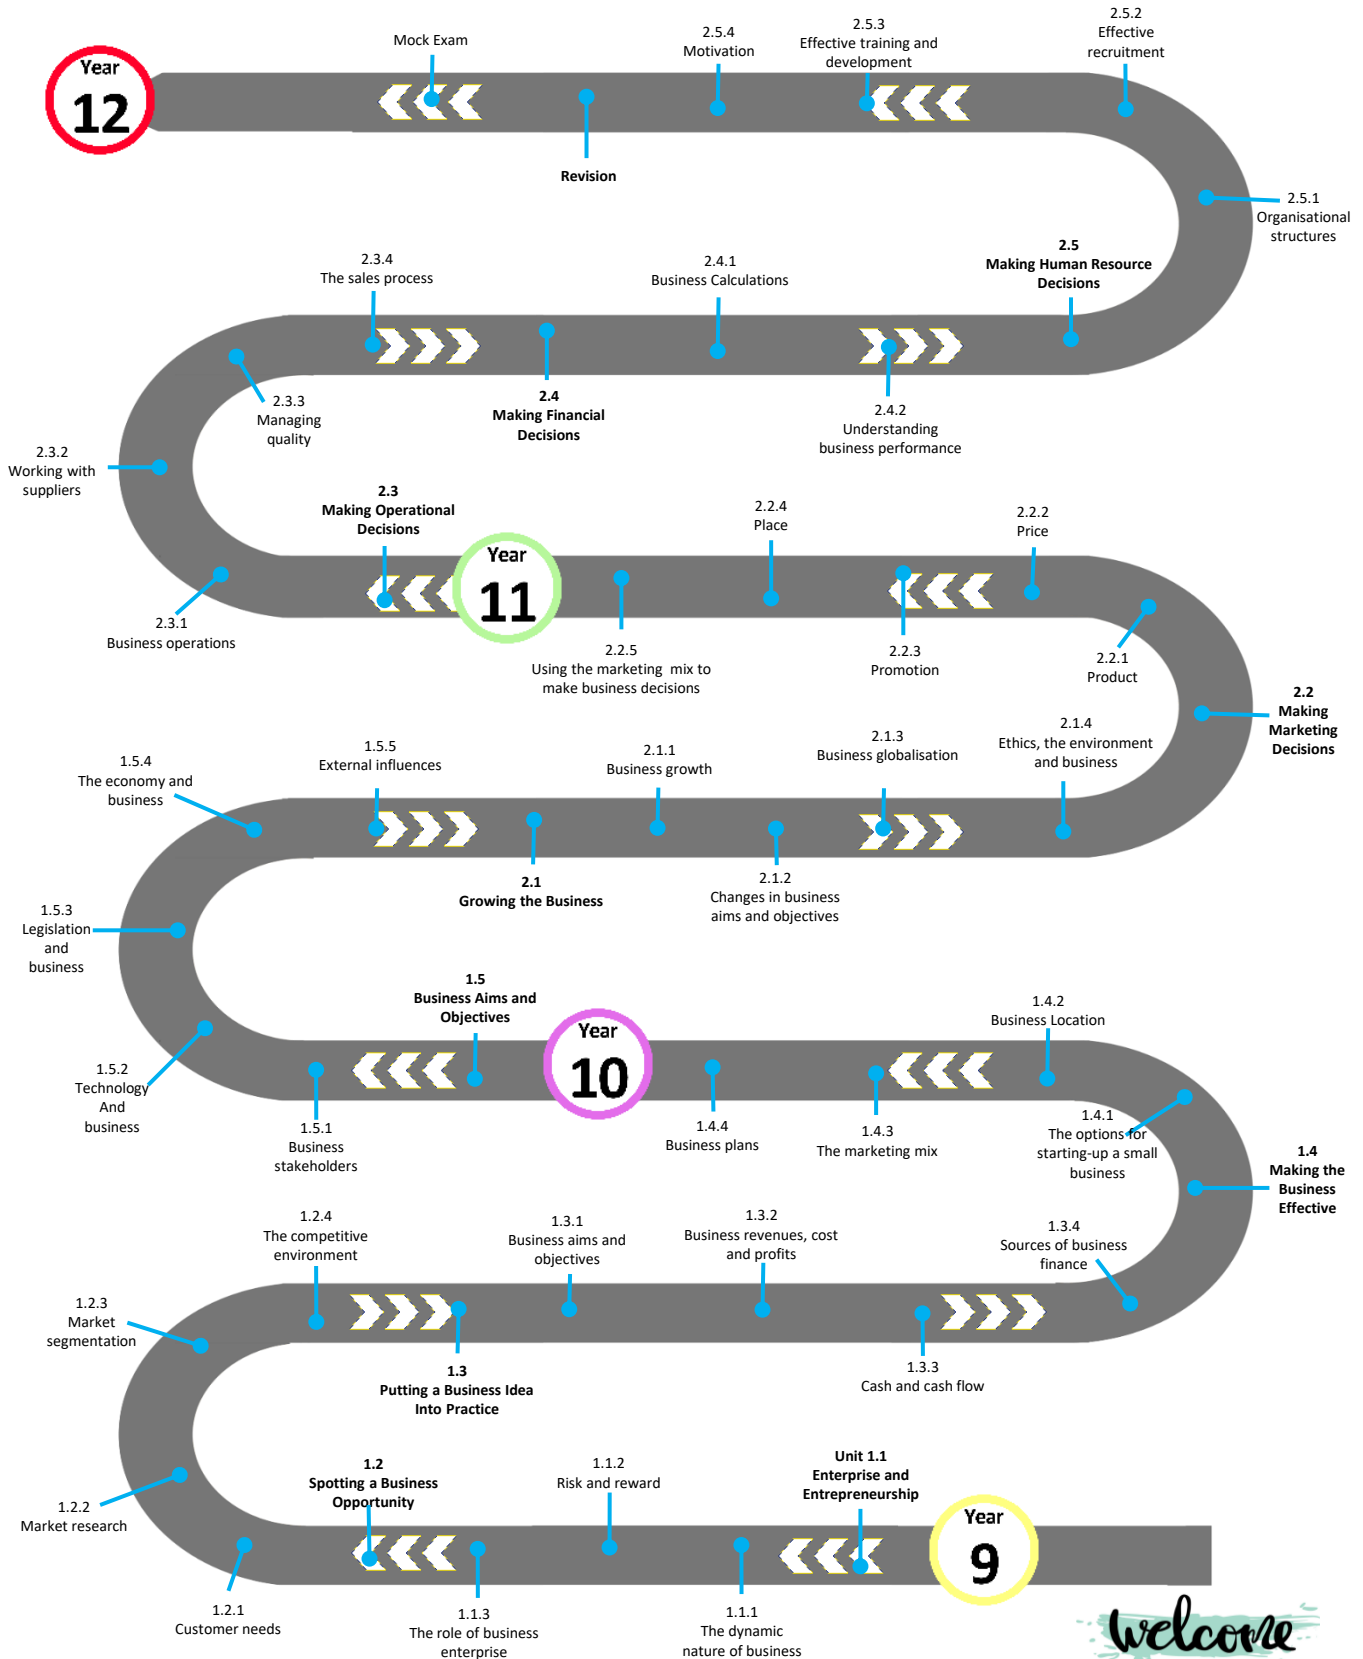 Mock Exam
2.5.4
Motivation
2.5.3
Effective training and
development
2.5.2
Effective
recruitment
Year
12
Revision
2.5.1
Organisational
structures
2.3.4
The sales process
2.4.1
Business Calculations
2.5
Making Human Resource
Decisions
2.3.3
Managing
quality
2.4
Making Financial
Decisions
2.4.2
Understanding
business performance
2.3.2
Working with
suppliers
2.3
Making Operational
Decisions
2.2.4
Place
2.2.2
Price
Year
11
2.3.1
Business operations
2.2.5
Using the marketing mix to
make business decisions
2.2.3
Promotion
2.2.1
Product
2.2
Making
Marketing
Decisions
1.5.4
The economy and
business
1.5.5
External influences
2.1.1
Business growth
2.1.3
Business globalisation
2.1.4
Ethics, the environment
and business
2.1
Growing the Business
2.1.2
Changes in business
aims and objectives
1.5.3
Legislation
and
business
1.5
Business Aims and
Objectives
Year
10
1.4.2
Business Location
1.5.2
Technology
And
business
1.5.1
Business
stakeholders
1.4.4
Business plans
1.4.3
The marketing mix
1.4.1
The options for
starting-up a small
business
1.4
Making the
Business
Effective
1.2.4
The competitive
environment
1.3.1
Business aims and
objectives
1.3.2
Business revenues, cost
and profits
1.3.4
Sources of business
finance
1.2.3
Market
segmentation
1.3
Putting a Business Idea
Into Practice
1.3.3
Cash and cash flow
1.2
Spotting a Business
Opportunity
1.1.2
Risk and reward
Unit 1.1
Enterprise and
Entrepreneurship
Year
9
1.2.2
Market research
1.2.1
Customer needs
1.1.3
The role of business
enterprise
1.1.1
The dynamic
nature of business
welcome